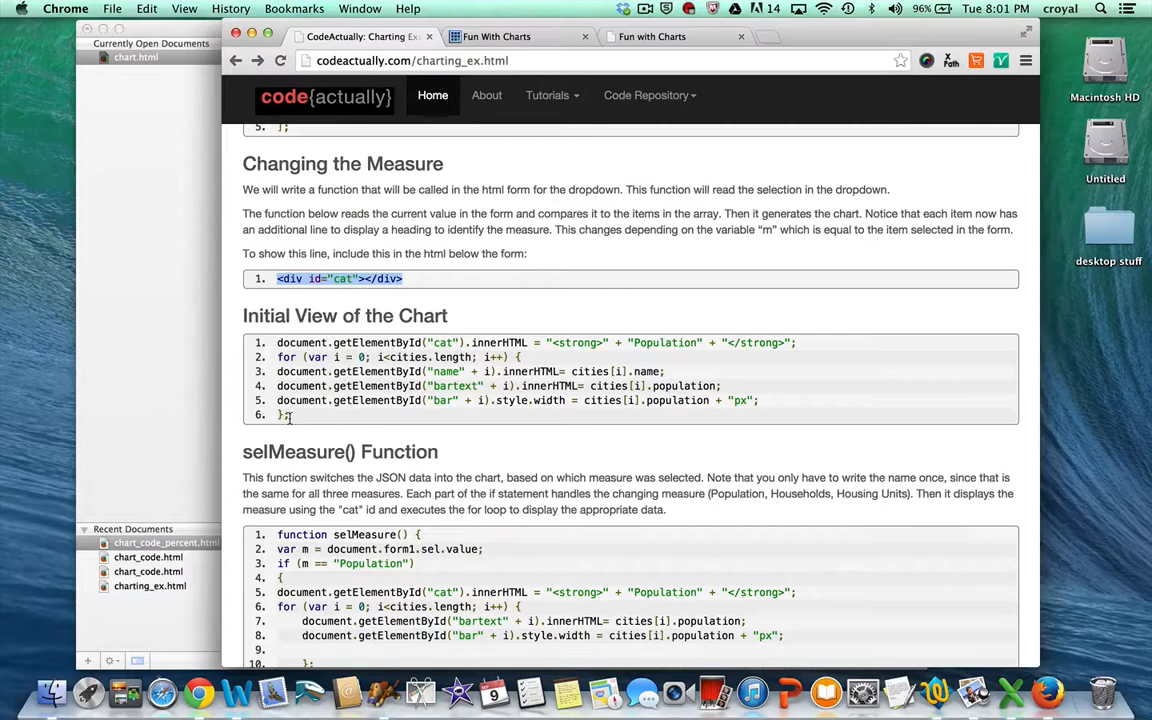 Chrome File Edit View History Bookmarks Window Help 14 96% Tue 8:01 PM croyal
Currently Open Documents
chart.html
CodeActually: Charting Ex
Fun With Charts
Fun with Charts
codeactually.com/charting_ex.html
X Path
code{actually} Home About Tutorials Code Repository
5. ];
Changing the Measure
We will write a function that will be called in the html form for the dropdown. This function will read the selection in the dropdown.
The function below reads the current value in the form and compares it to the items in the array. Then it generates the chart. Notice that each item now has
an additional line to display a heading to identify the measure. This changes depending on the variable “m” which is equal to the item selected in the form.
To show this line, include this in the html below the form:
1. <div id="cat"></div>
Initial View of the Chart
1. document.getElementById("cat").innerHTML = "<strong>" + "Population" + "</strong>";
2. for (var i = 0; i<cities.length; i++) {
3. document.getElementById("name" + i).innerHTML= cities[i].name;
4. document.getElementById("bartext" + i).innerHTML= cities[i].population;
5. document.getElementById("bar" + i).style.width = cities[i].population + "px";
6. };
selMeasure() Function
This function switches the JSON data into the chart, based on which measure was selected. Note that you only have to write the name once, since that is
the same for all three measures. Each part of the if statement handles the changing measure (Population, Households, Housing Units). Then it displays the
measure using the "cat" id and executes the for loop to display the appropriate data.
1. function selMeasure() {
2. var m = document.form1.sel.value;
3. if (m == "Population")
4. {
5. document.getElementById("cat").innerHTML = "<strong>" + "Population" + "</strong>";
6. for (var i = 0; i<cities.length; i++) {
7. document.getElementById("bartext" + i).innerHTML= cities[i].population;
8. document.getElementById("bar" + i).style.width = cities[i].population + "px";
9.
10. };
Recent Documents
chart_code_percent.html
chart_code.html
chart_code.html
charting_ex.html
Macintosh HD
Untitled
desktop stuff